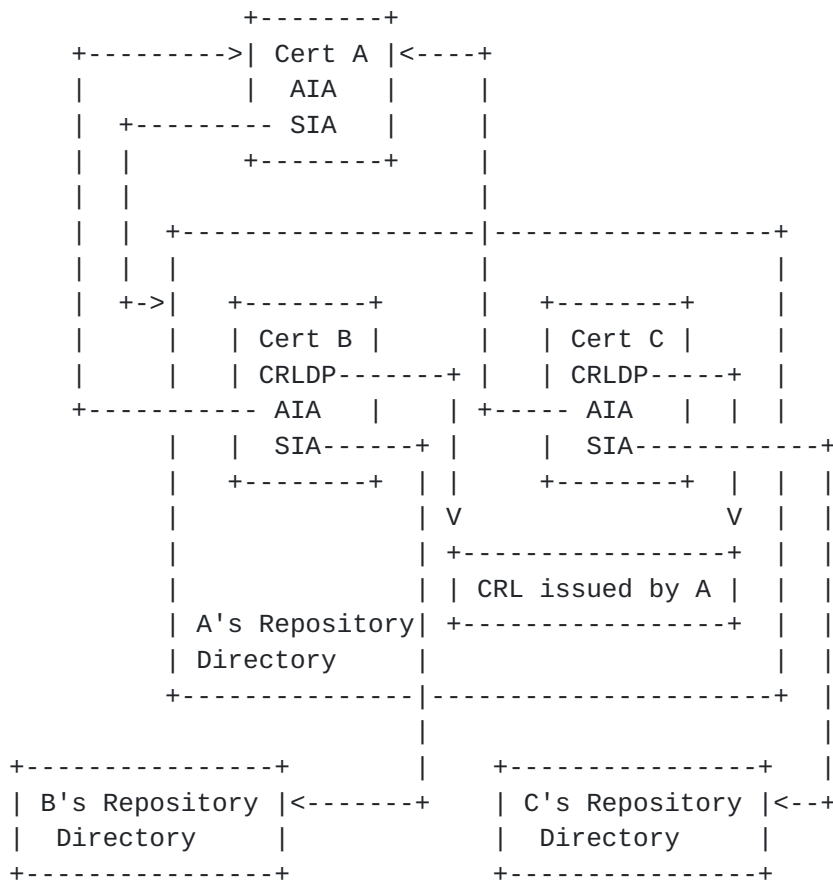 Cert A
AIA
SIA
Cert B
Cert C
CRLDP
CRLDP
AIA
AIA
SIA
SIA
V
V
CRL issued by A
A's Repository
Directory
B's Repository
C's Repository
Directory
Directory